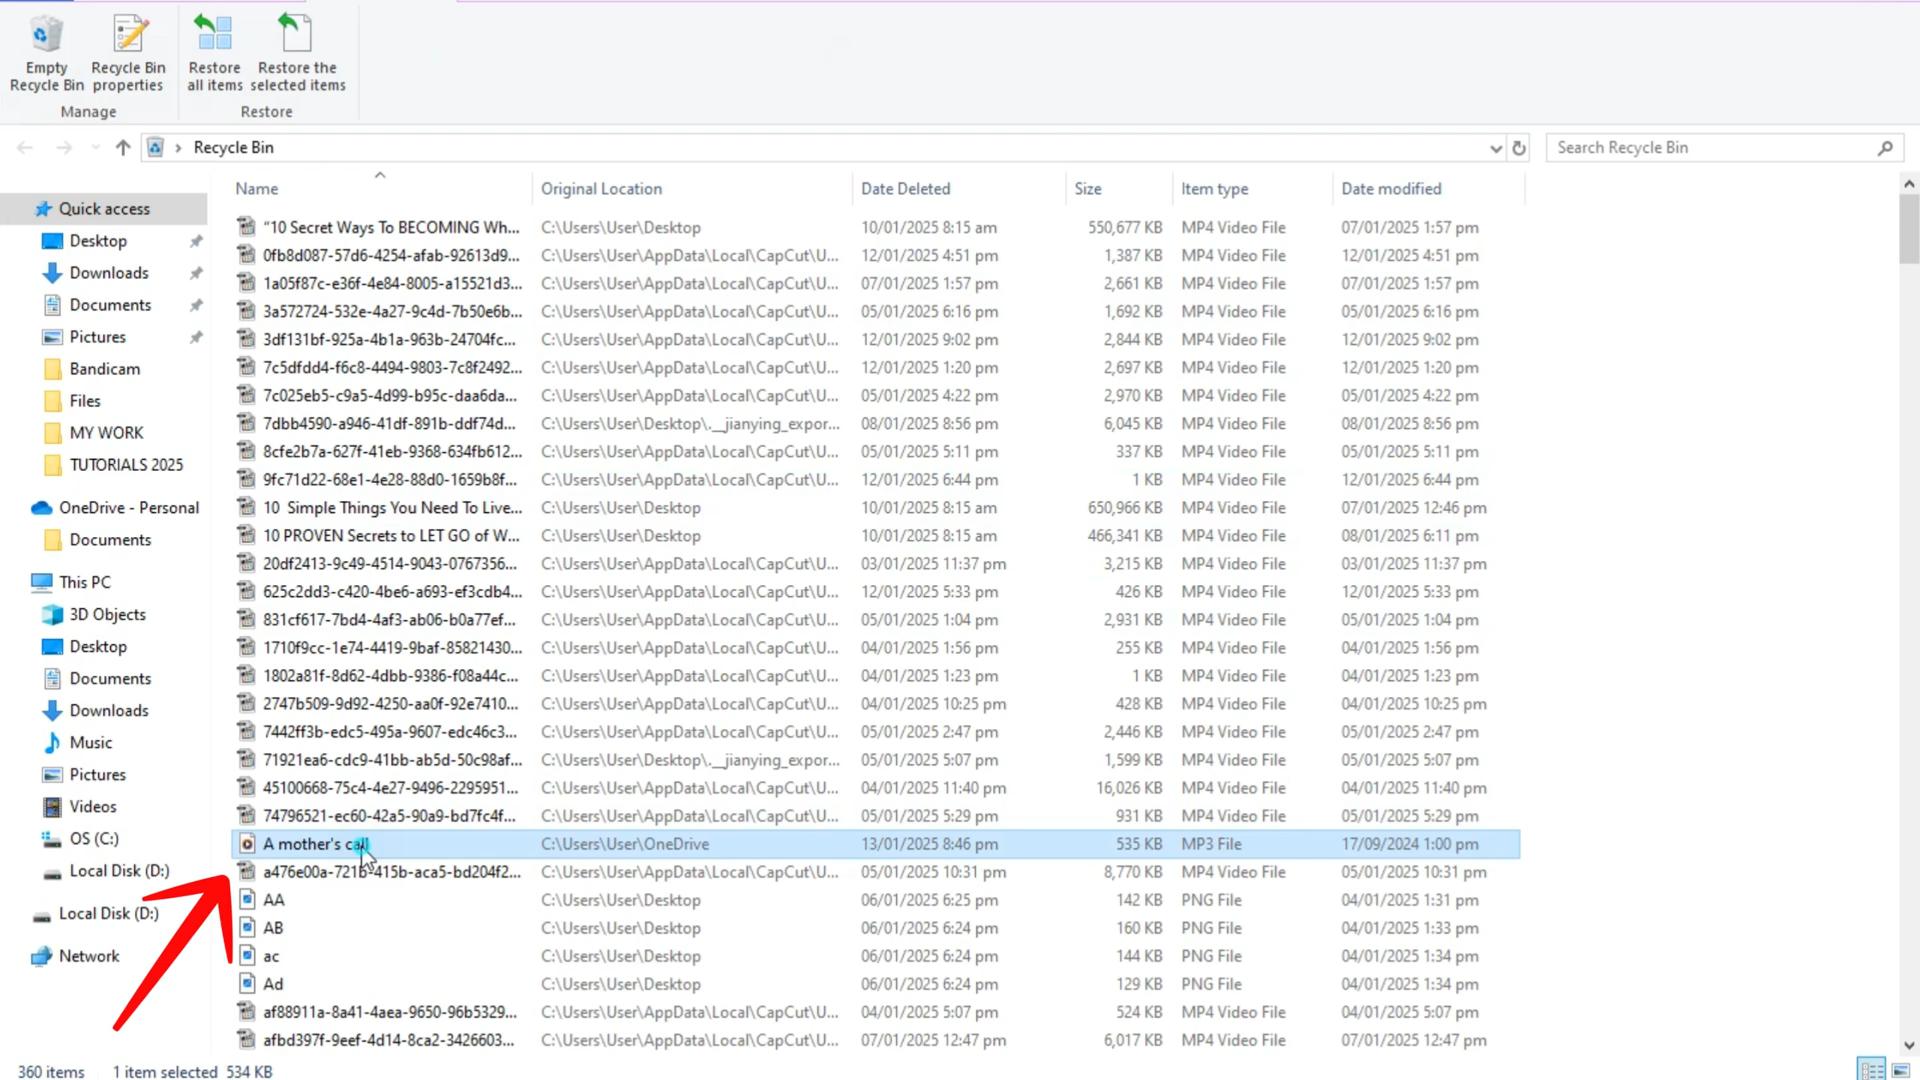 Empty Recycle Bin
Recycle Bin properties
Restore all items
Restore the selected items
Manage
Restore
Recycle Bin
Search Recycle Bin
Name Original Location Date Deleted Size Item type Date modified
Quick access
Desktop
Downloads
Documents
Pictures
Bandicam
Files
MY WORK
TUTORIALS 2025
OneDrive - Personal
Documents
This PC
3D Objects
Desktop
Documents
Downloads
Music
Pictures
Videos
OS (C:)
Local Disk (D:)
Local Disk (D:)
Network
“10 Secret Ways To BECOMING Wh... C:\Users\User\Desktop 10/01/2025 8:15 am 550,677 KB MP4 Video File 07/01/2025 1:57 pm
0fb8d087-57d6-4254-afab-92613d9... C:\Users\User\AppData\Local\CapCut\U... 12/01/2025 4:51 pm 1,387 KB MP4 Video File 12/01/2025 4:51 pm
1a05f87c-e36f-4e84-8005-a15521d3... C:\Users\User\AppData\Local\CapCut\U... 07/01/2025 1:57 pm 2,661 KB MP4 Video File 07/01/2025 1:57 pm
3a572724-532e-4a27-9c4d-7b50e6b... C:\Users\User\AppData\Local\CapCut\U... 05/01/2025 6:16 pm 1,692 KB MP4 Video File 05/01/2025 6:16 pm
3df131bf-925a-4b1a-963b-24704fc... C:\Users\User\AppData\Local\CapCut\U... 12/01/2025 9:02 pm 2,844 KB MP4 Video File 12/01/2025 9:02 pm
7c5dfdd4-f6c8-4494-9803-7c8f2492... C:\Users\User\AppData\Local\CapCut\U... 12/01/2025 1:20 pm 2,697 KB MP4 Video File 12/01/2025 1:20 pm
7c025eb5-c9a5-4d99-b95c-daa6da... C:\Users\User\AppData\Local\CapCut\U... 05/01/2025 4:22 pm 2,970 KB MP4 Video File 05/01/2025 4:22 pm
7dbb4590-a946-41df-891b-ddf74d... C:\Users\User\Desktop\.__jianying_expor... 08/01/2025 8:56 pm 6,045 KB MP4 Video File 08/01/2025 8:56 pm
8cfe2b7a-627f-41eb-9368-634fb612... C:\Users\User\AppData\Local\CapCut\U... 05/01/2025 5:11 pm 337 KB MP4 Video File 05/01/2025 5:11 pm
9fc71d22-68e1-4e28-88d0-1659b8f... C:\Users\User\AppData\Local\CapCut\U... 12/01/2025 6:44 pm 1 KB MP4 Video File 12/01/2025 6:44 pm
10  Simple Things You Need To Live... C:\Users\User\Desktop 10/01/2025 8:15 am 650,966 KB MP4 Video File 07/01/2025 12:46 pm
10 PROVEN Secrets to LET GO of W... C:\Users\User\Desktop 10/01/2025 8:15 am 466,341 KB MP4 Video File 08/01/2025 6:11 pm
20df2413-9c49-4514-9043-0767356... C:\Users\User\AppData\Local\CapCut\U... 03/01/2025 11:37 pm 3,215 KB MP4 Video File 03/01/2025 11:37 pm
625c2dd3-c420-4be6-a693-ef3cdb4... C:\Users\User\AppData\Local\CapCut\U... 12/01/2025 5:33 pm 426 KB MP4 Video File 12/01/2025 5:33 pm
831cf617-7bd4-4af3-ab06-b0a77ef... C:\Users\User\AppData\Local\CapCut\U... 05/01/2025 1:04 pm 2,931 KB MP4 Video File 05/01/2025 1:04 pm
1710f9cc-1e74-4419-9baf-85821430... C:\Users\User\AppData\Local\CapCut\U... 04/01/2025 1:56 pm 255 KB MP4 Video File 04/01/2025 1:56 pm
1802a81f-8d62-4dbb-9386-f08a44c... C:\Users\User\AppData\Local\CapCut\U... 04/01/2025 1:23 pm 1 KB MP4 Video File 04/01/2025 1:23 pm
2747b509-9d92-4250-aa0f-92e7410... C:\Users\User\AppData\Local\CapCut\U... 04/01/2025 10:25 pm 428 KB MP4 Video File 04/01/2025 10:25 pm
7442ff3b-edc5-495a-9607-edc46c3... C:\Users\User\AppData\Local\CapCut\U... 05/01/2025 2:47 pm 2,446 KB MP4 Video File 05/01/2025 2:47 pm
71921ea6-cdc9-41bb-ab5d-50c98af... C:\Users\User\Desktop\.__jianying_expor... 05/01/2025 5:07 pm 1,599 KB MP4 Video File 05/01/2025 5:07 pm
45100668-75c4-4e27-9496-2295951... C:\Users\User\AppData\Local\CapCut\U... 04/01/2025 11:40 pm 16,026 KB MP4 Video File 04/01/2025 11:40 pm
74796521-ec60-42a5-90a9-bd7fc4f... C:\Users\User\AppData\Local\CapCut\U... 05/01/2025 5:29 pm 931 KB MP4 Video File 05/01/2025 5:29 pm
A mother's call C:\Users\User\OneDrive 13/01/2025 8:46 pm 535 KB MP3 File 17/09/2024 1:00 pm
a476e00a-721b-415b-aca5-bd204f2... C:\Users\User\AppData\Local\CapCut\U... 05/01/2025 10:31 pm 8,770 KB MP4 Video File 05/01/2025 10:31 pm
AA C:\Users\User\Desktop 06/01/2025 6:25 pm 142 KB PNG File 04/01/2025 1:31 pm
AB C:\Users\User\Desktop 06/01/2025 6:24 pm 160 KB PNG File 04/01/2025 1:33 pm
ac C:\Users\User\Desktop 06/01/2025 6:24 pm 144 KB PNG File 04/01/2025 1:34 pm
Ad C:\Users\User\Desktop 06/01/2025 6:24 pm 129 KB PNG File 04/01/2025 1:34 pm
af88911a-8a41-4aea-9650-96b5329... C:\Users\User\AppData\Local\CapCut\U... 04/01/2025 5:07 pm 524 KB MP4 Video File 04/01/2025 5:07 pm
afbd397f-9eef-4d14-8ca2-3426603... C:\Users\User\AppData\Local\CapCut\U... 07/01/2025 12:47 pm 6,017 KB MP4 Video File 07/01/2025 12:47 pm
360 items 1 item selected 534 KB